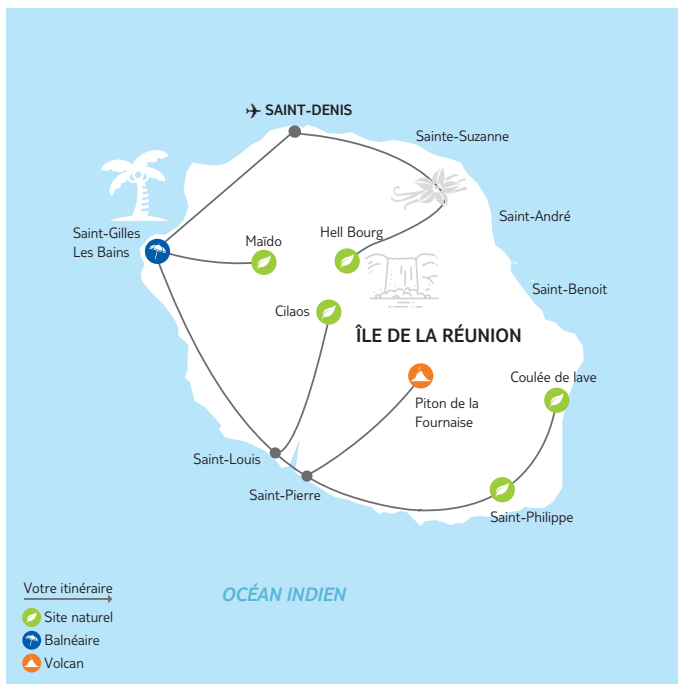 SAINT-DENIS
Sainte-Suzanne
Saint-André
Saint-Gilles
Les Bains
Maïdo
Hell Bourg
Saint-Benoit
Cilaos
ÎLE DE LA RÉUNION
Coulée de lave
Piton de la
Fournaise
Saint-Louis
Saint-Pierre
Saint-Philippe
Votre itinéraire
OCÉAN INDIEN
Site naturel
Balnéaire
Volcan